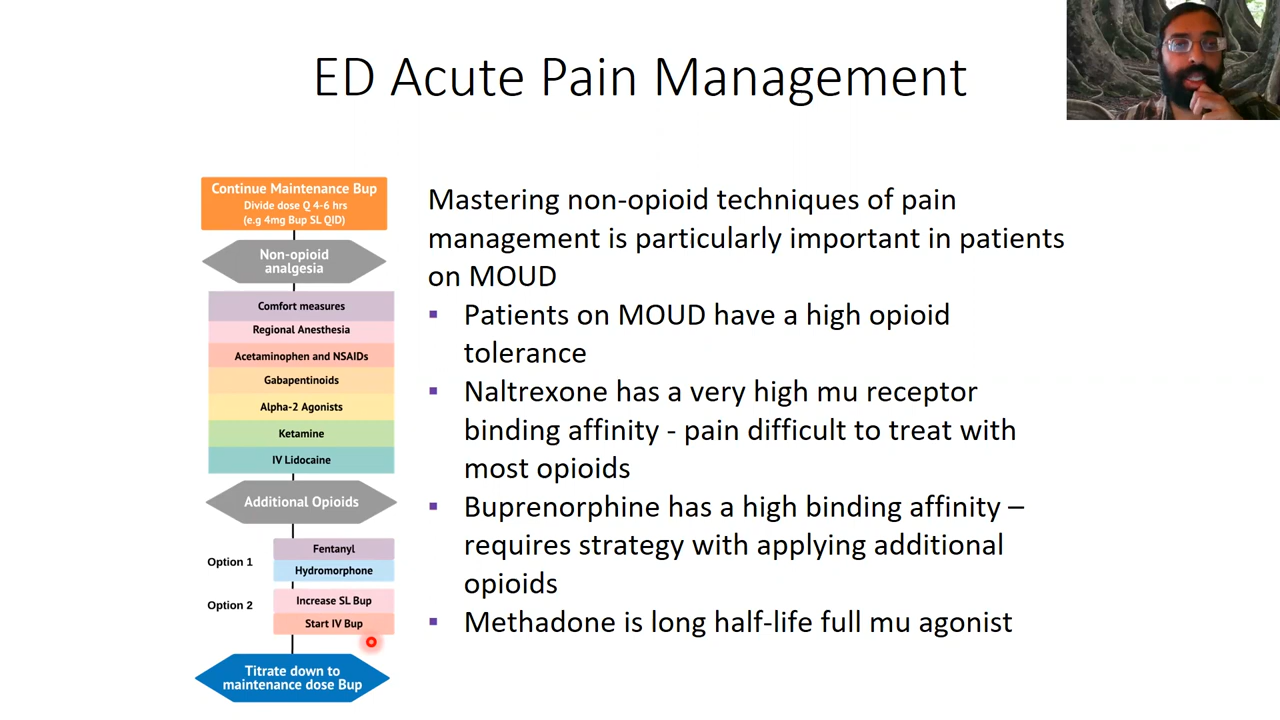 ED Acute Pain Management
Continue Maintenance Bup
Divide dose Q 4-6 hrs
(e.g 4mg Bup SL QID)
Non-opioid
analgesia
Comfort measures
Regional Anesthesia
Acetaminophen and NSAIDs
Gabapentinoids
Alpha-2 Agonists
Ketamine
IV Lidocaine
Additional Opioids
Option 1
Fentanyl
Hydromorphone
Option 2
Increase SL Bup
Start IV Bup
Titrate down to
maintenance dose Bup
Mastering non-opioid techniques of pain
management is particularly important in patients
on MOUD
▪ Patients on MOUD have a high opioid
tolerance
▪ Naltrexone has a very high mu receptor
binding affinity - pain difficult to treat with
most opioids
▪ Buprenorphine has a high binding affinity –
requires strategy with applying additional
opioids
▪ Methadone is long half-life full mu agonist